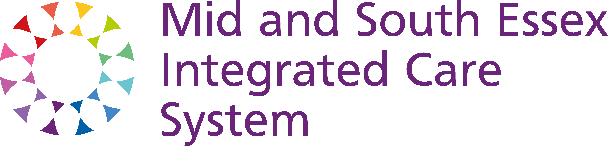 Mid and South Essex
Integrated Care
System